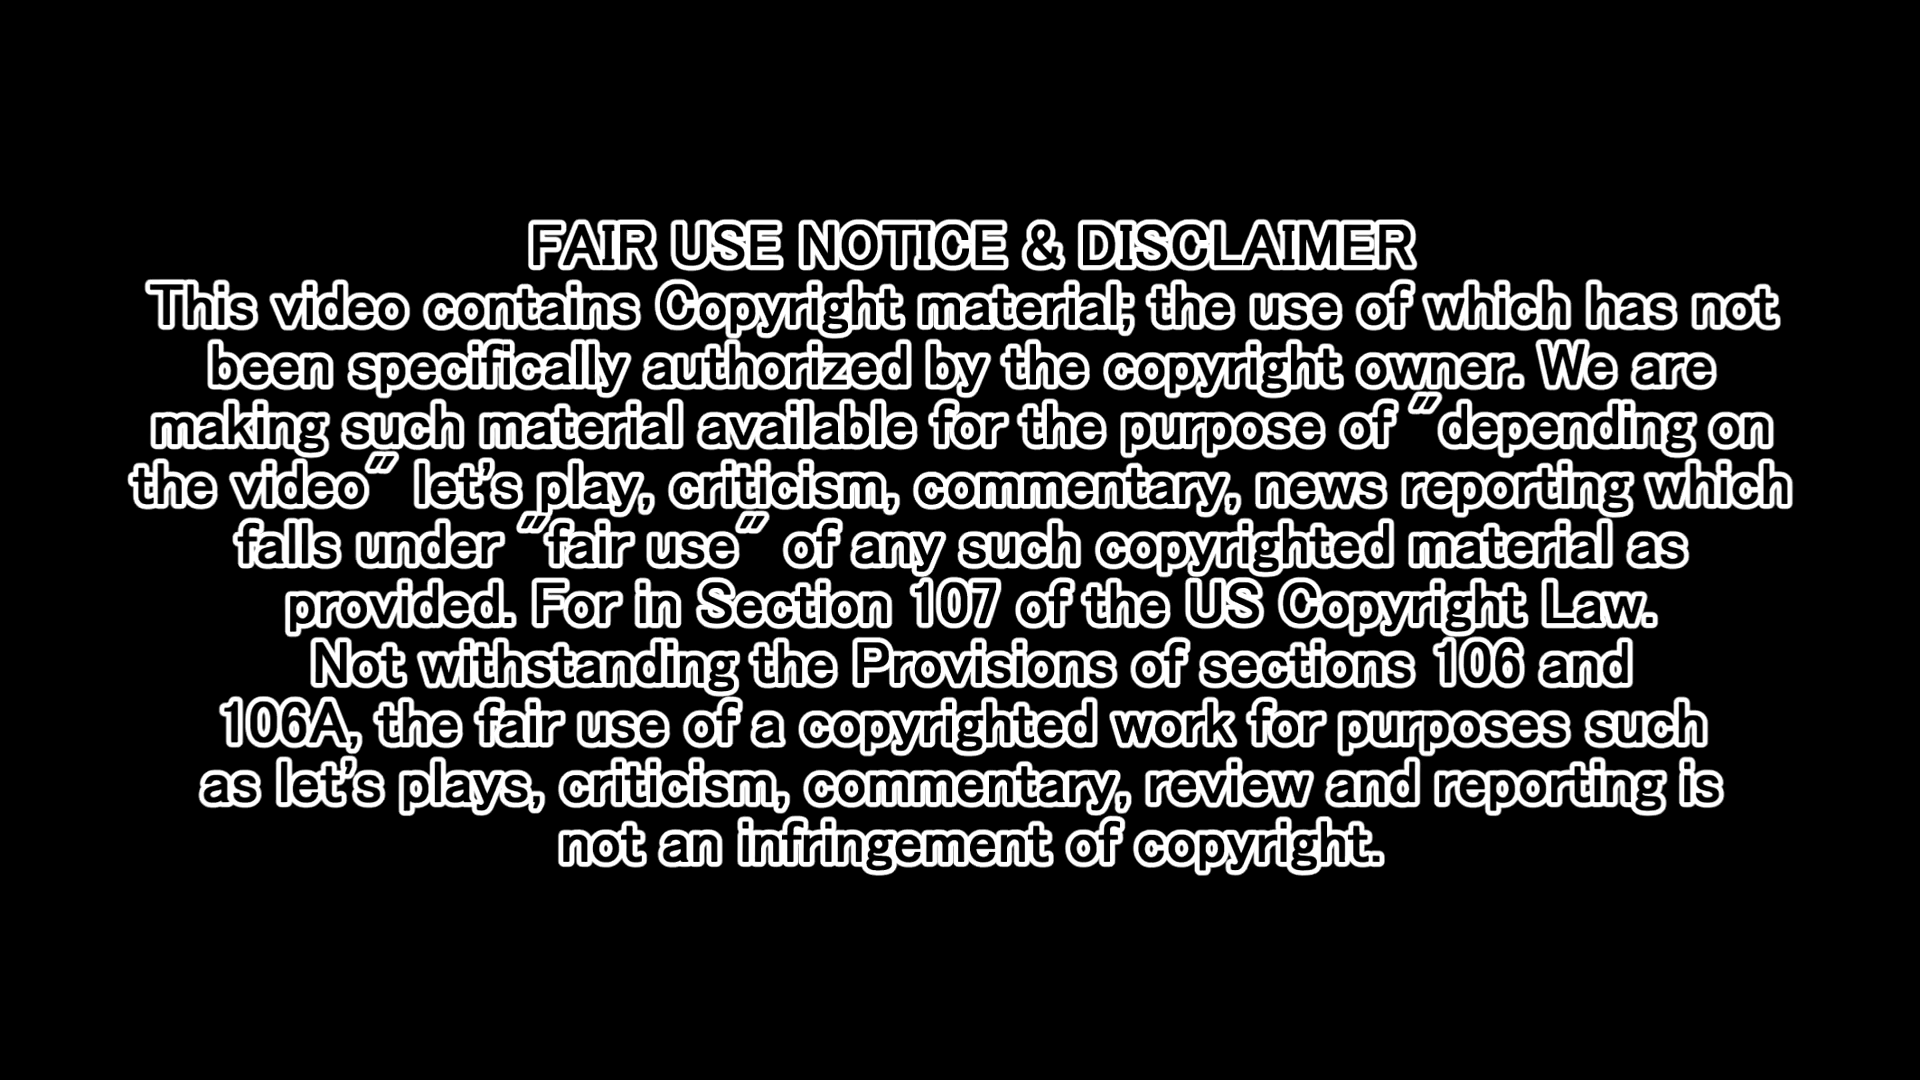 FAIR USE NOTICE & DISCLAIMER
This video contains Copyright material; the use of which has not
been specifically authorized by the copyright owner. We are
making such material available for the purpose of "depending on
the video" let's play, criticism, commentary, news reporting which
falls under "fair use" of any such copyrighted material as
provided. For in Section 107 of the US Copyright Law.
Not withstanding the Provisions of sections 106 and
106A, the fair use of a copyrighted work for purposes such
as let's plays, criticism, commentary, review and reporting is
not an infringement of copyright.